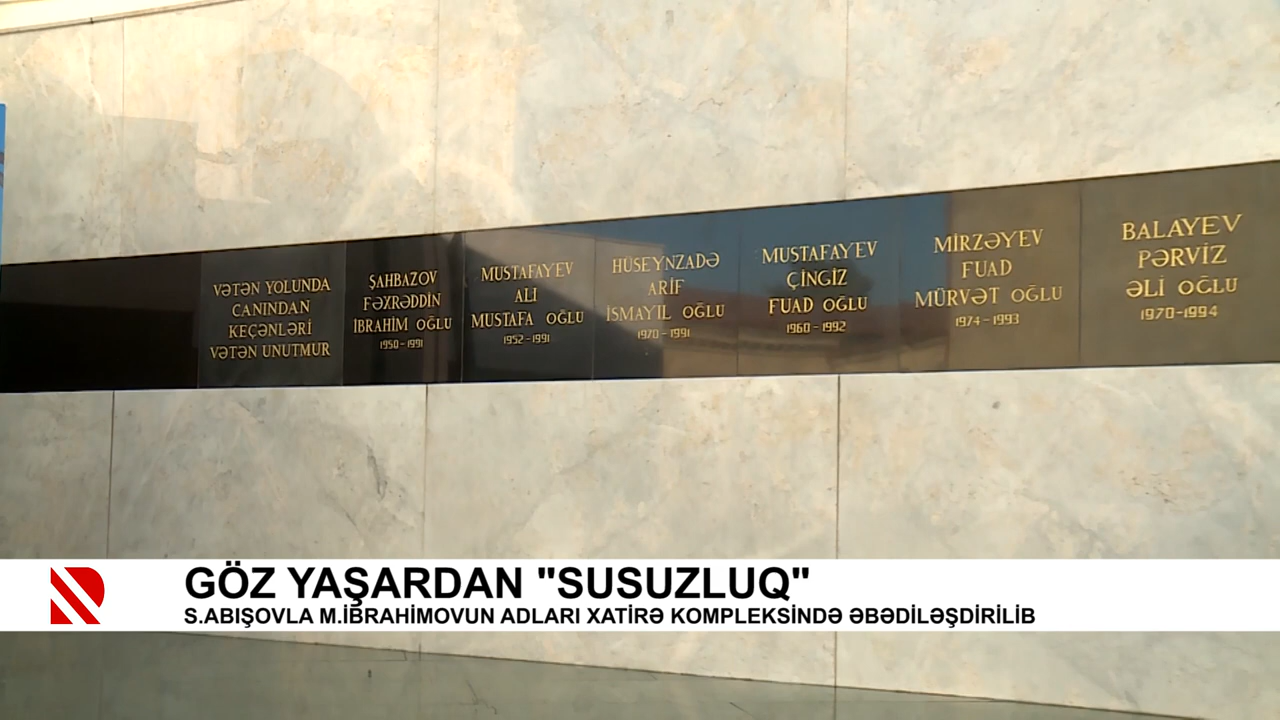 VƏTƏN YOLUNDA
CANINDAN
KEÇƏNLƏRİ
VƏTƏN UNUTMUR
ŞAHBAZOV
FƏXRƏDDİN
İBRAHİM OĞLU
1950-1991
MUSTAFAYEV
ALI
MUSTAFA OĞLU
1952-1991
HÜSEYNZADƏ
ARİF
İSMAYIL OĞLU
1970-1991
MUSTAFAYEV
ÇİNGİZ
FUAD OĞLU
1960-1992
MİRZƏYEV
FUAD
MÜRVƏT OĞLU
1974-1993
BALAYEV
PƏRVİZ
ƏLİ OĞLU
1970-1994
GÖZ YAŞARDAN "SUSUZLUQ"
S.ABIŞOVLA M.İBRAHİMOVUN ADLARI XATİRƏ KOMPLEKSİNDƏ ƏBƏDİLƏŞDİRİLİB